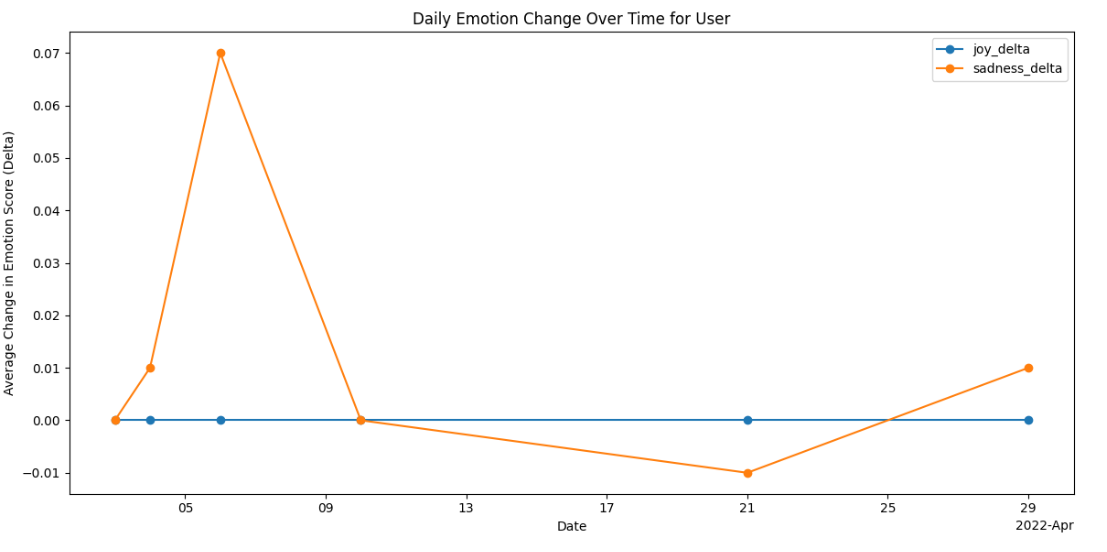 Daily Emotion Change Over Time for User
joy_delta
sadness_delta
Average Change in Emotion Score (Delta)
0.07
0.06
0.05
0.04
0.03
0.02
0.01
0.00
−0.01
05 09 13 17 21 25 29
Date
2022-Apr